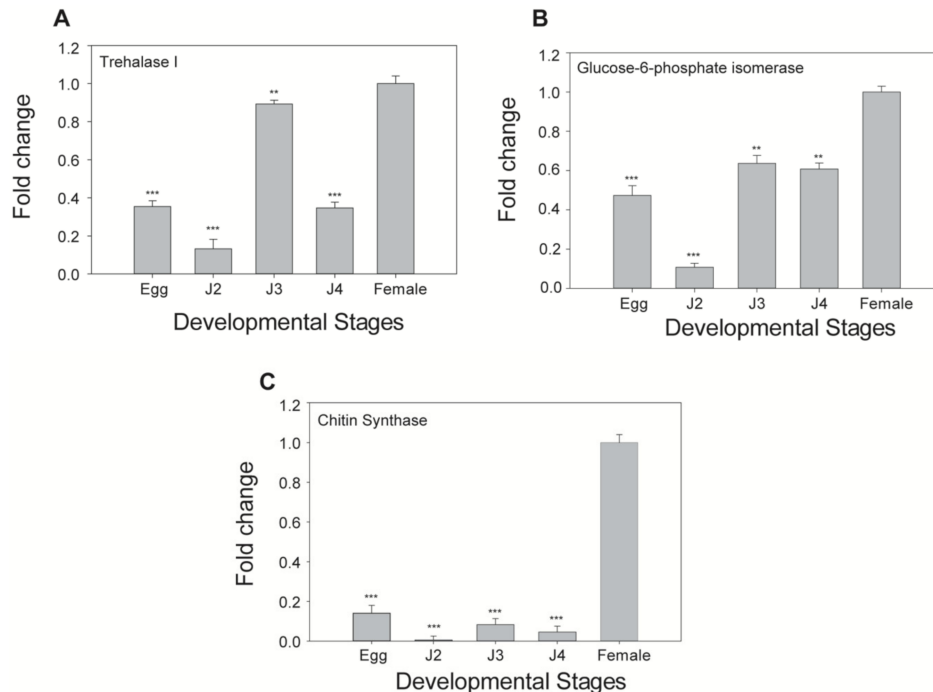 A
Trehalase I
1.2
1.0
0.8
0.6
0.4
0.2
0.0
Fold change
***
***
**
***
Egg J2 J3 J4 Female
Developmental Stages
B
Glucose-6-phosphate isomerase
1.2
1.0
0.8
0.6
0.4
0.2
0.0
Fold change
***
***
**
**
Egg J2 J3 J4 Female
Developmental Stages
C
Chitin Synthase
1.2
1.0
0.8
0.6
0.4
0.2
0.0
Fold change
***
***
***
***
Egg J2 J3 J4 Female
Developmental Stages